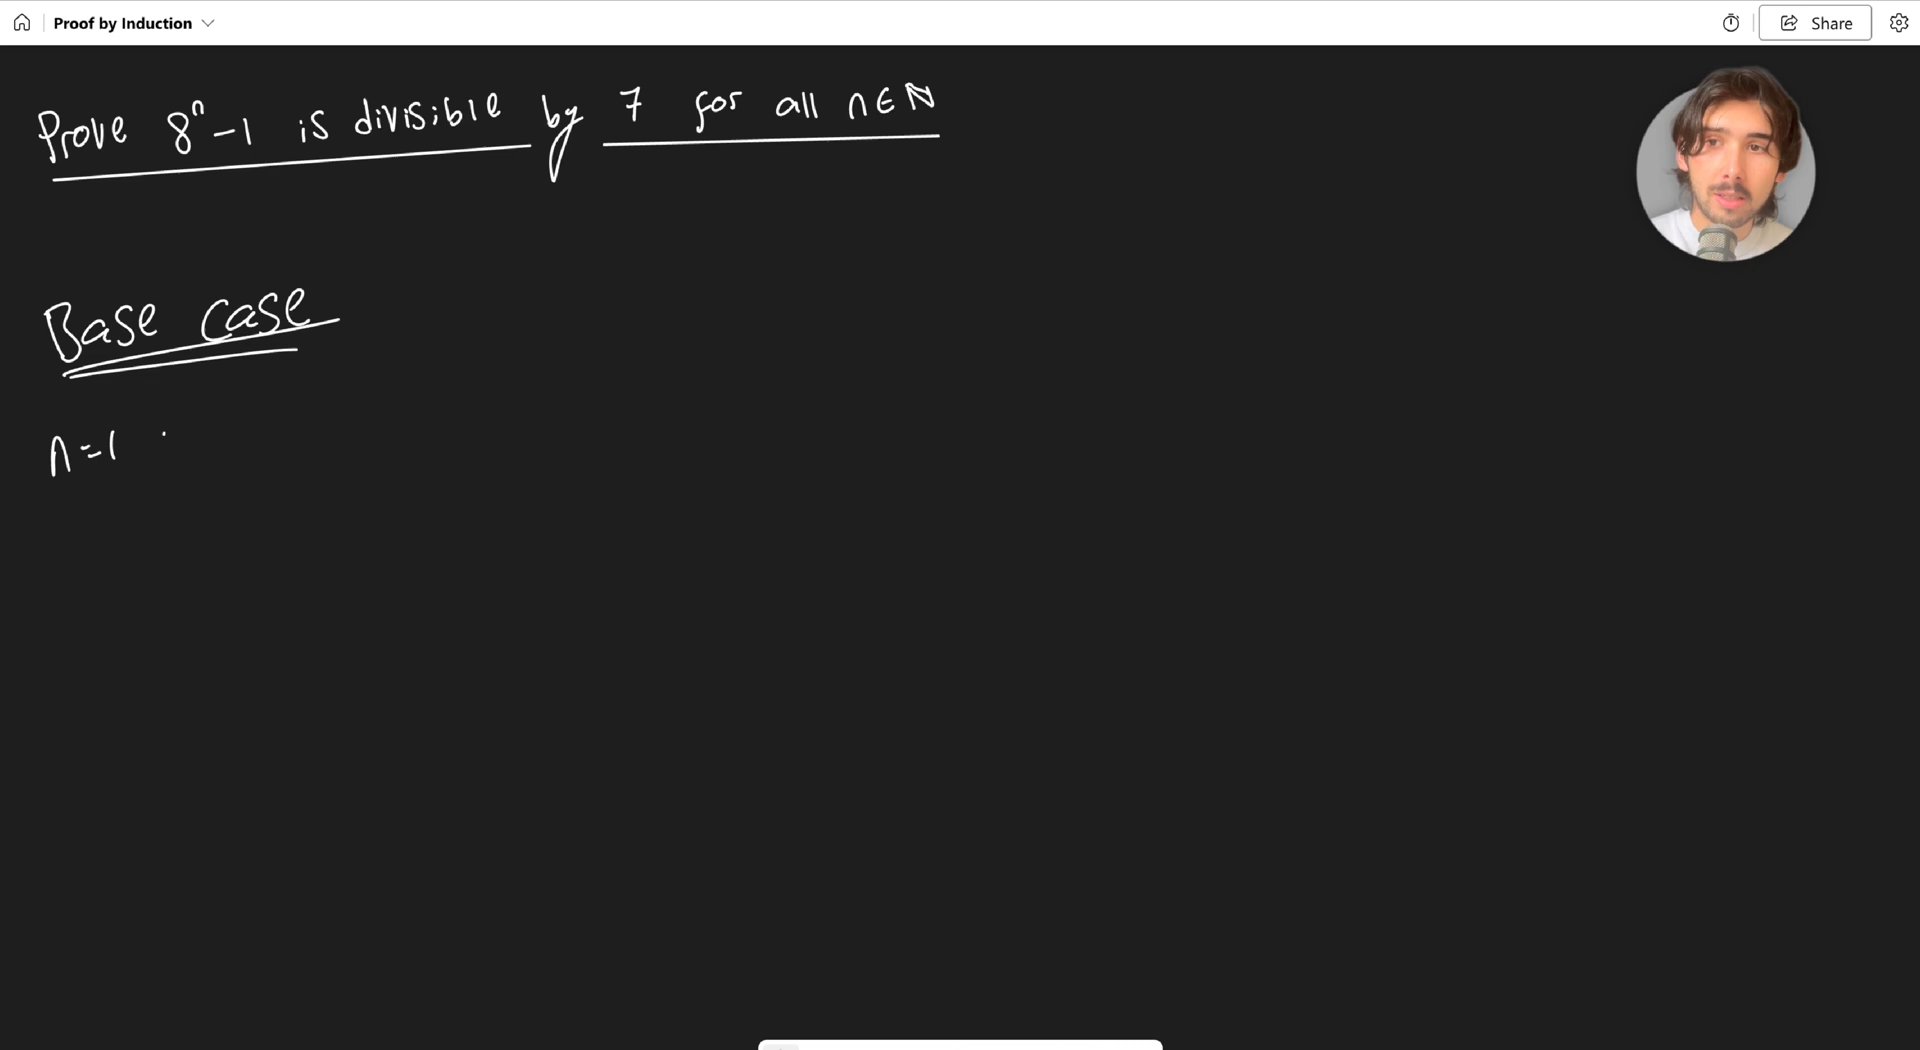 Proof by Induction
Share
Prove 8ⁿ-1 is divisible by 7 for all n∈ℕ
Base case
n=1